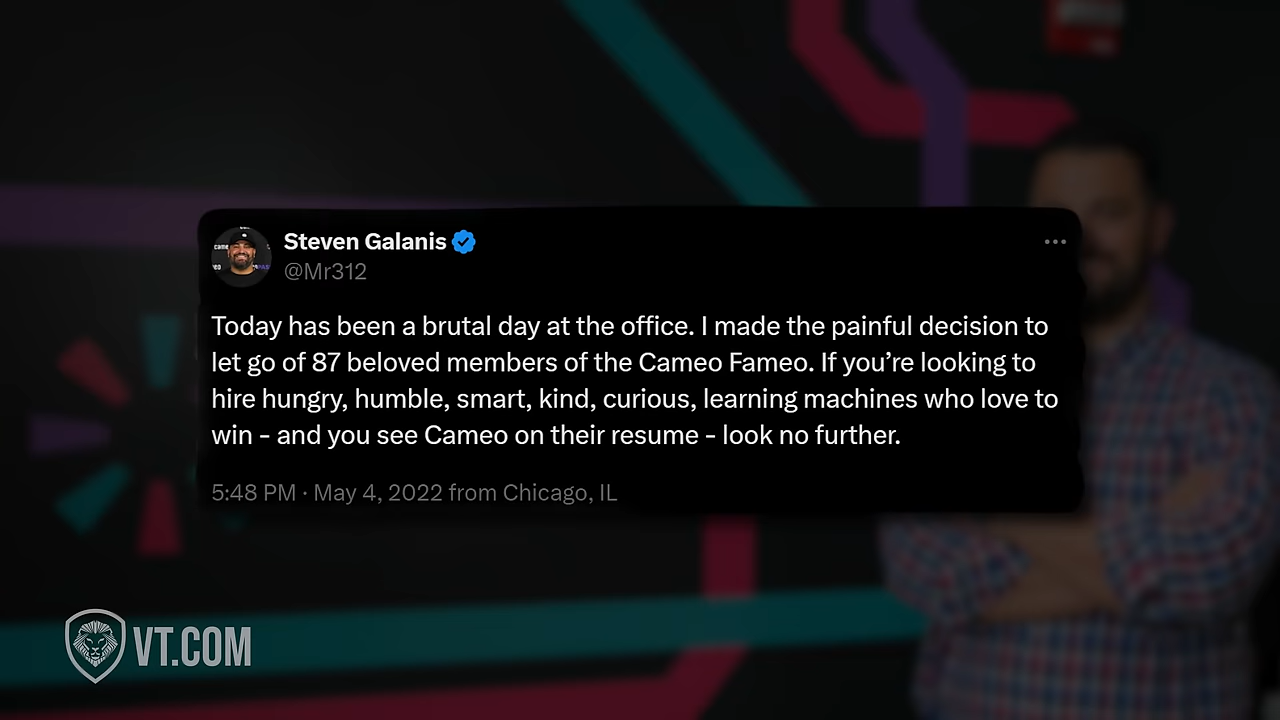 Steven Galanis
@Mr312
Today has been a brutal day at the office. I made the painful decision to
let go of 87 beloved members of the Cameo Fameo. If you’re looking to
hire hungry, humble, smart, kind, curious, learning machines who love to
win - and you see Cameo on their resume - look no further.
5:48 PM · May 4, 2022 from Chicago, IL
VT.COM